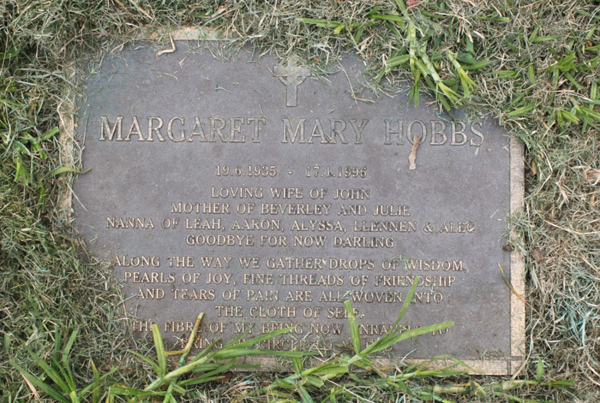 MARGARET MARY HOBBS
19.6.1935 - 17.1.1996
LOVING WIFE OF JOHN
MOTHER OF BEVERLEY AND JULIE
NANNA OF LEAH, AARON, ALYSSA, LLENNEN & ALEC
GOODBYE FOR NOW DARLING
ALONG THE WAY WE GATHER DROPS OF WISDOM,
PEARLS OF JOY, FINE THREADS OF FRIENDSHIP
AND TEARS OF PAIN ARE ALL WOVEN INTO
THE CLOTH OF SELF.
THE FIBRE OF MY BEING NOW